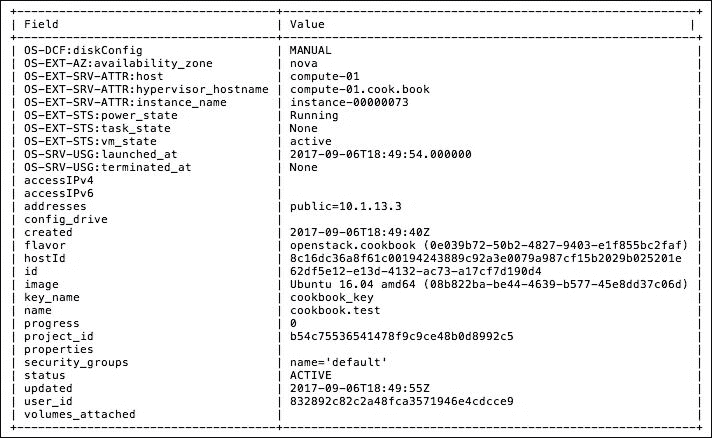 +--------------------------------------+----------------------------------------------------------+
| Field                                | Value                                                    |
+--------------------------------------+----------------------------------------------------------+
| OS-DCF:diskConfig                    | MANUAL                                                   |
| OS-EXT-AZ:availability_zone          | nova                                                     |
| OS-EXT-SRV-ATTR:host                 | compute-01                                               |
| OS-EXT-SRV-ATTR:hypervisor_hostname  | compute-01.cook.book                                     |
| OS-EXT-SRV-ATTR:instance_name        | instance-00000073                                        |
| OS-EXT-STS:power_state               | Running                                                  |
| OS-EXT-STS:task_state                | None                                                     |
| OS-EXT-STS:vm_state                  | active                                                   |
| OS-SRV-USG:launched_at               | 2017-09-06T18:49:54.000000                               |
| OS-SRV-USG:terminated_at             | None                                                     |
| accessIPv4                           |                                                          |
| accessIPv6                           |                                                          |
| addresses                            | public=10.1.13.3                                         |
| config_drive                         |                                                          |
| created                              | 2017-09-06T18:49:40Z                                     |
| flavor                               | openstack.cookbook (0e039b72-50b2-4827-9403-e1f855bc2faf) |
| hostId                               | 8c16dc36a8f61c00194243889c92a3e0079a987cf15b2029b025201e |
| id                                   | 62df5e12-e13d-4132-ac73-a17cf7d190d4                     |
| image                                | Ubuntu 16.04 amd64 (08b822ba-be44-4639-b577-45e8dd37c06d) |
| key_name                             | cookbook_key                                             |
| name                                 | cookbook.test                                            |
| progress                             | 0                                                        |
| project_id                           | b54c75536541478f9c9ce48b0d8992c5                         |
| properties                           |                                                          |
| security_groups                      | name='default'                                           |
| status                               | ACTIVE                                                   |
| updated                              | 2017-09-06T18:49:55Z                                     |
| user_id                              | 832892c82c2a48fca3571946e4cdcce9                         |
| volumes_attached                     |                                                          |
+--------------------------------------+----------------------------------------------------------+